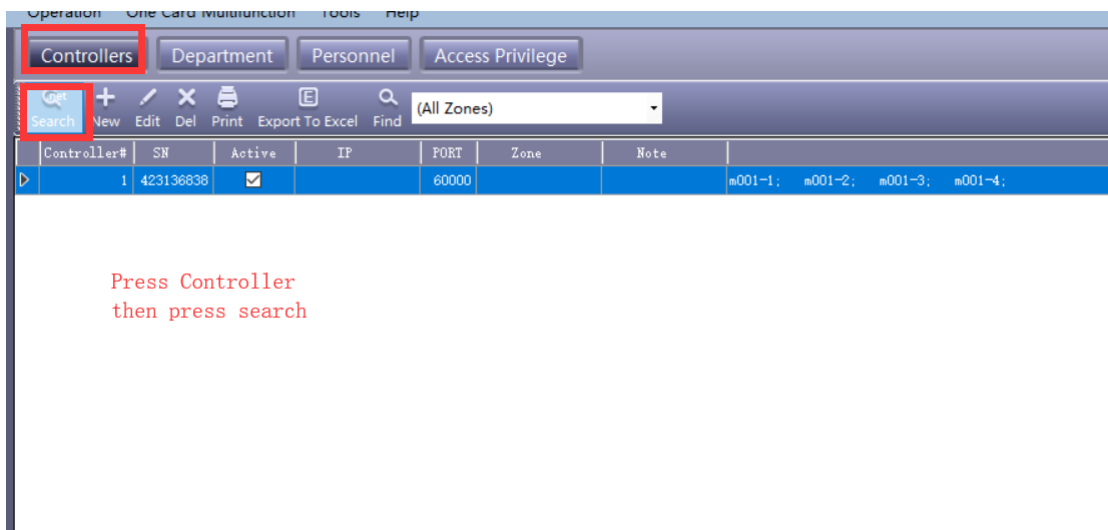 Operation One Card Multifunction Tools Help
Controllers Department Personnel Access Privilege
.net
Search New Edit Del Print E Export To Excel Find (All Zones)
Controller# SN Active IP PORT Zone Note
1 423136838 60000 m001-1; m001-2; m001-3; m001-4;
Press Controller
then press search